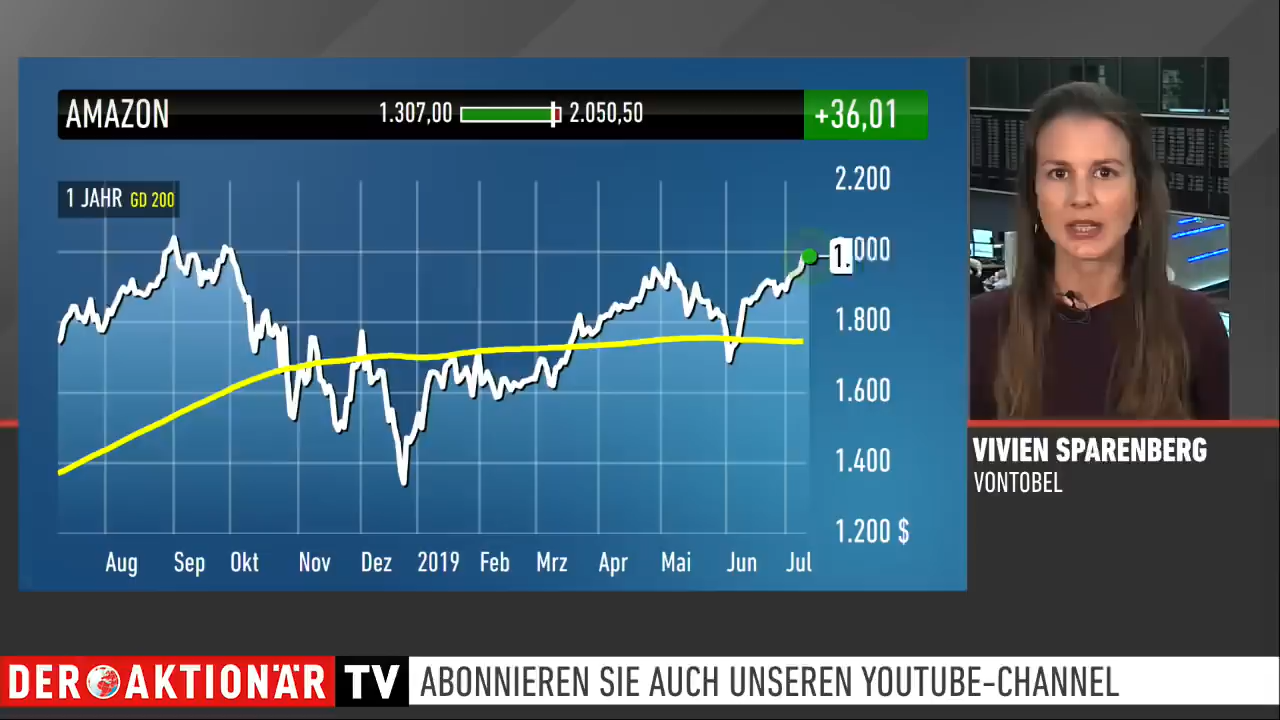 AMAZON 1.307,00 2.050,50 +36,01
1 JAHR GD 200
2.200
1. 000
1.800
1.600
1.400
1.200 $
Aug Sep Okt Nov Dez 2019 Feb Mrz Apr Mai Jun Jul
VIVIEN SPARENBERG
VONTOBEL
DER AKTIONÄR TV ABONNIEREN SIE AUCH UNSEREN YOUTUBE-CHANNEL